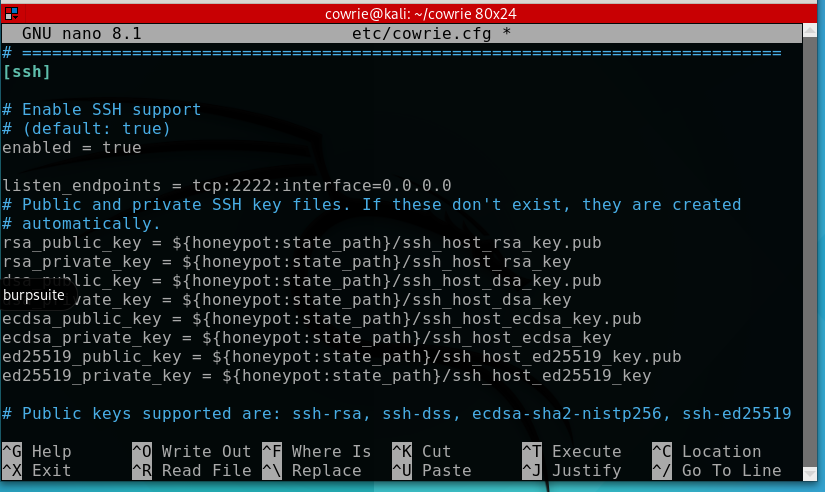 cowrie@kali: ~/cowrie 80x24
GNU nano 8.1 etc/cowrie.cfg *
# ============================================================================
[ssh]
# Enable SSH support
# (default: true)
enabled = true
listen_endpoints = tcp:2222:interface=0.0.0.0
# Public and private SSH key files. If these don't exist, they are created
# automatically.
rsa_public_key = ${honeypot:state_path}/ssh_host_rsa_key.pub
rsa_private_key = ${honeypot:state_path}/ssh_host_rsa_key
dsa_public_key = ${honeypot:state_path}/ssh_host_dsa_key.pub
burpsuite
ivate_key = ${honeypot:state_path}/ssh_host_dsa_key
ecdsa_public_key = ${honeypot:state_path}/ssh_host_ecdsa_key.pub
ecdsa_private_key = ${honeypot:state_path}/ssh_host_ecdsa_key
ed25519_public_key = ${honeypot:state_path}/ssh_host_ed25519_key.pub
ed25519_private_key = ${honeypot:state_path}/ssh_host_ed25519_key
# Public keys supported are: ssh-rsa, ssh-dss, ecdsa-sha2-nistp256, ssh-ed25519
^G Help ^O Write Out ^F Where Is ^K Cut ^T Execute ^C Location
^X Exit ^R Read File ^\ Replace ^U Paste ^J Justify ^/ Go To Line